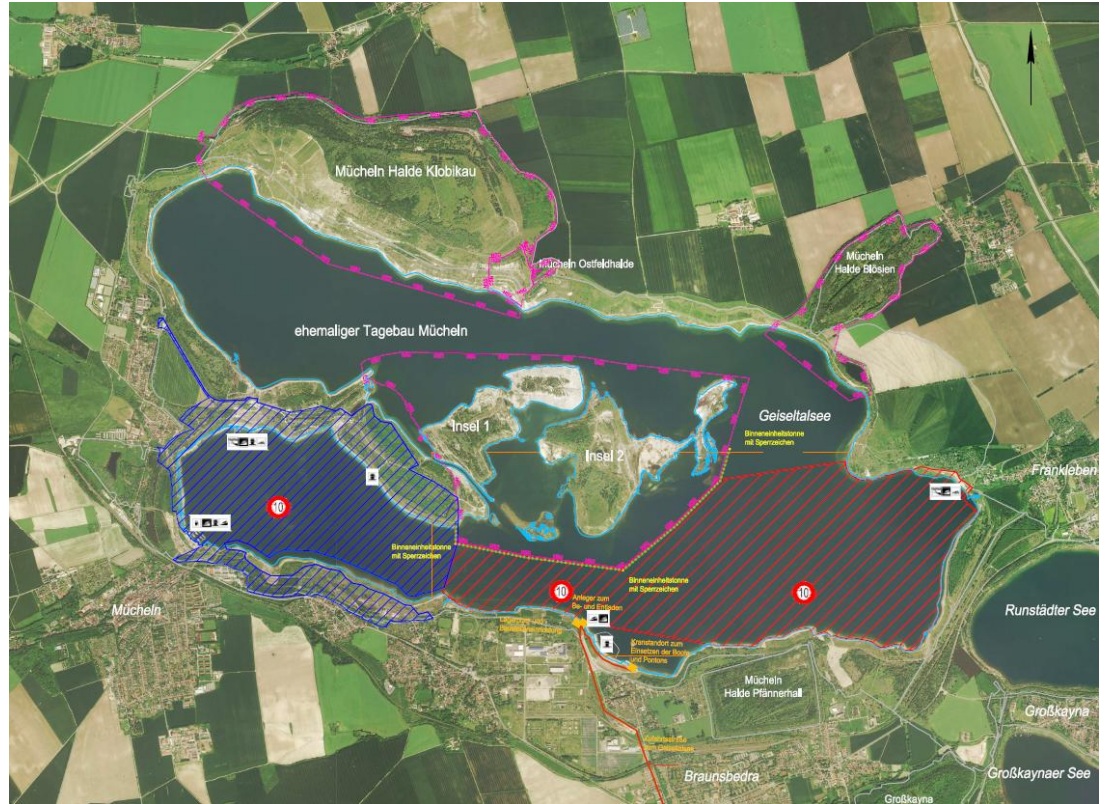 Mücheln Halde Klobikau
Mücheln Ostfeldhalde
Mücheln
Halde Blösien
ehemaliger Tagebau Mücheln
Geiseltalsee
Insel 1
Insel 2
Binneneinheitstonne
mit Sperrzeichen
Frankleben
10
Binneneinheitstonne
mit Sperrzeichen
Binneneinheitstonne
mit Sperrzeichen
10
10
Anleger zum
Be- und Entladen
Mücheln
Runstädter See
Kranstandort zum
Einsetzen der Boote
und Pontons
Mücheln
Halde Pfännerhall
Großkayna
Braunsbedra
Großkaynaer See
Großkayna